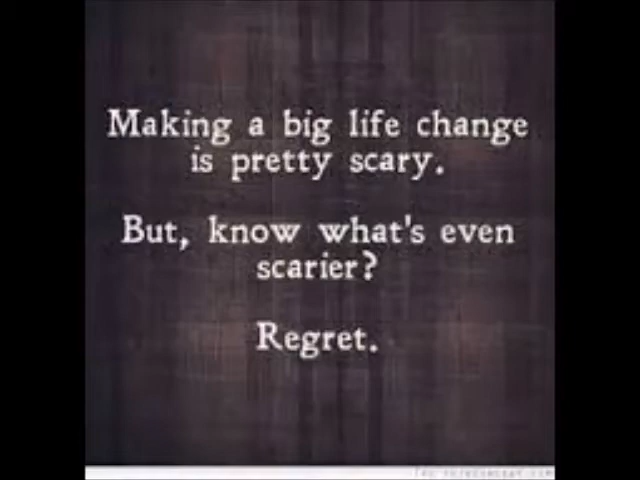 Making a big life change
is pretty scary.
But, know what's even
scarier?
Regret.